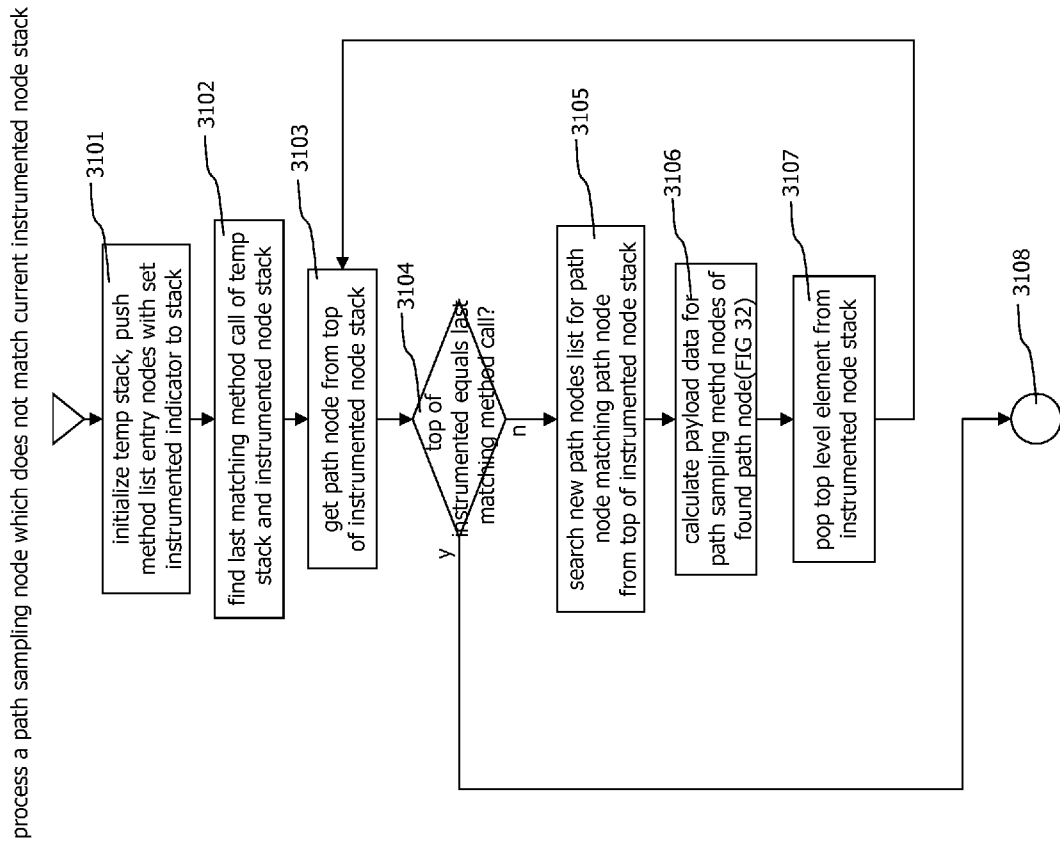 process a path sampling node which does not match current instrumented node stack
3101
initialize temp stack, push
method list entry nodes with set
instrumented indicator to stack
3102
find last matching method call of temp
stack and instrumented node stack
3103
get path node from top
of instrumented node stack
3104
top of
instrumented equals last
matching method call?
y
n
3105
search new path nodes list for path
node matching path node
from top of instrumented node stack
3106
calculate payload data for
path sampling methd nodes of
found path node(FIG 32)
3107
pop top level element from
instrumented node stack
3108